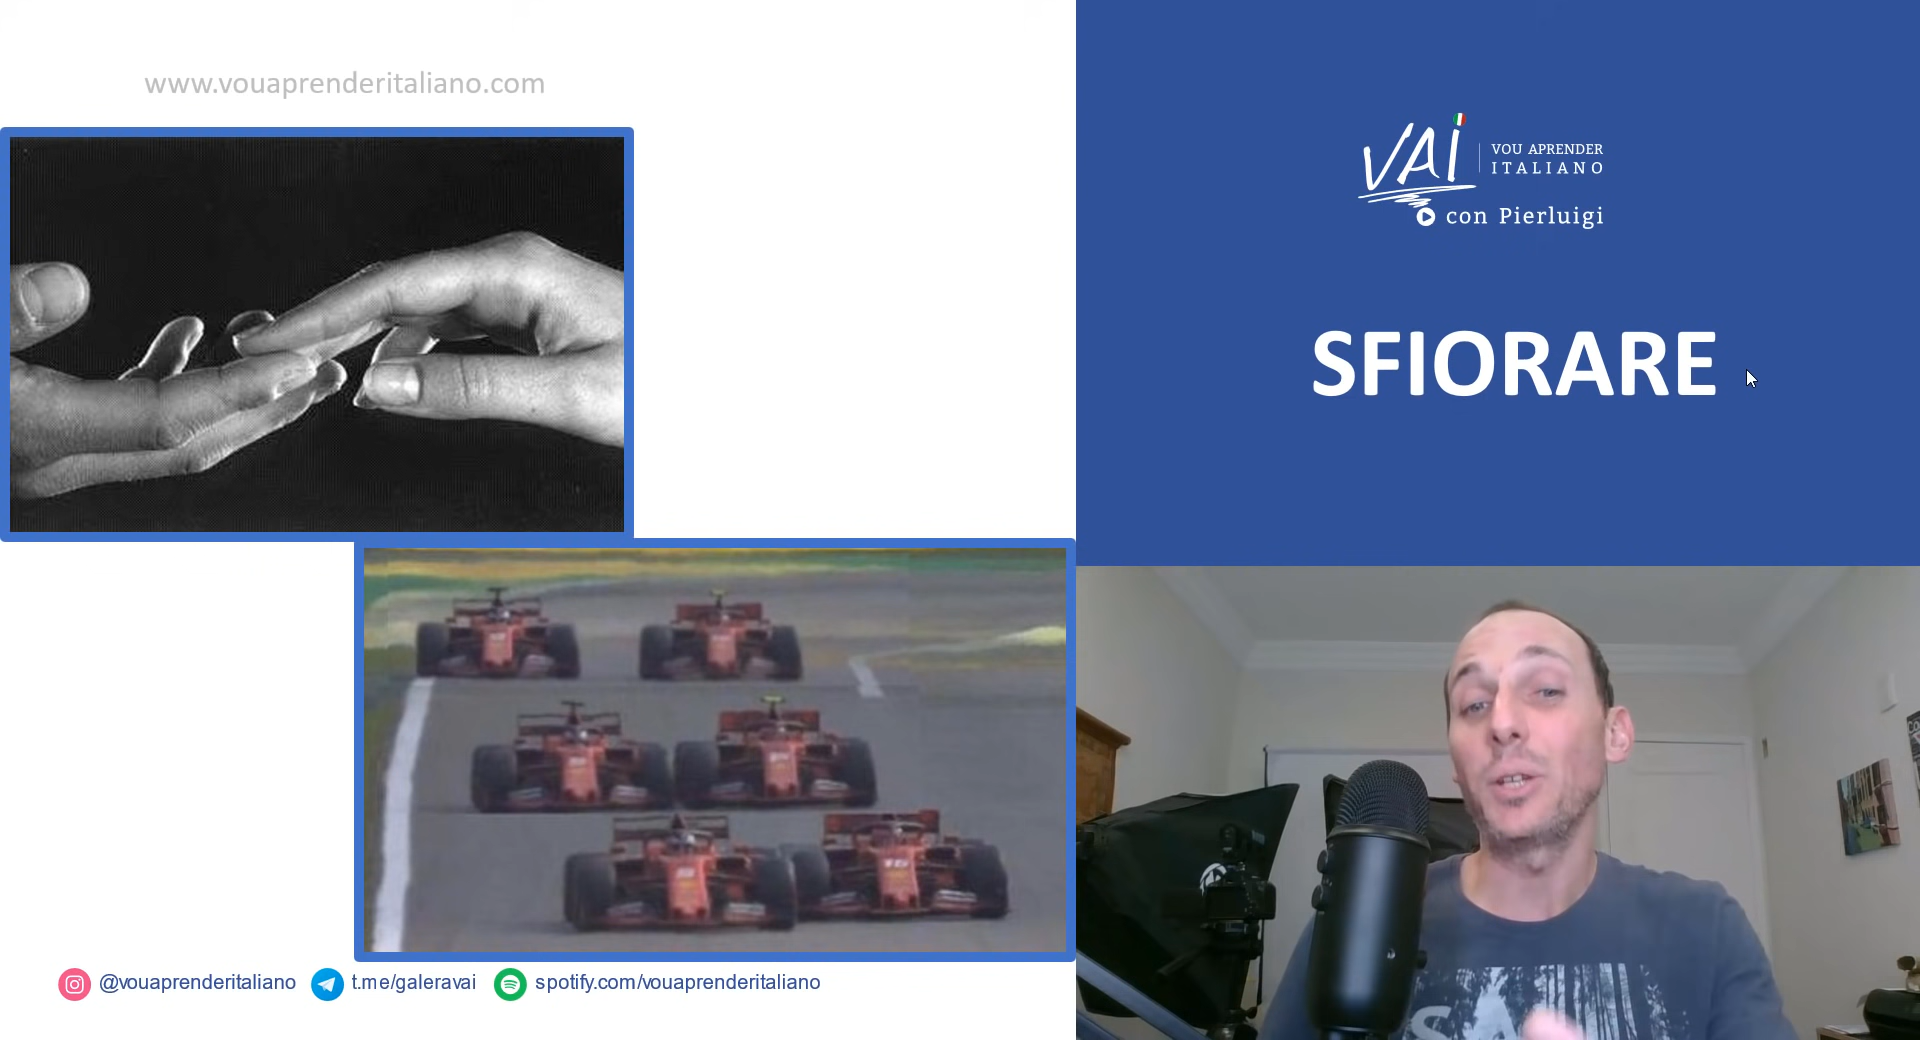 www.vouaprenderitaliano.com
VAI
VOU APRENDER
ITALIANO
con Pierluigi
SFIORARE
@vouaprenderitaliano
t.me/galeravai
spotify.com/vouaprenderitaliano